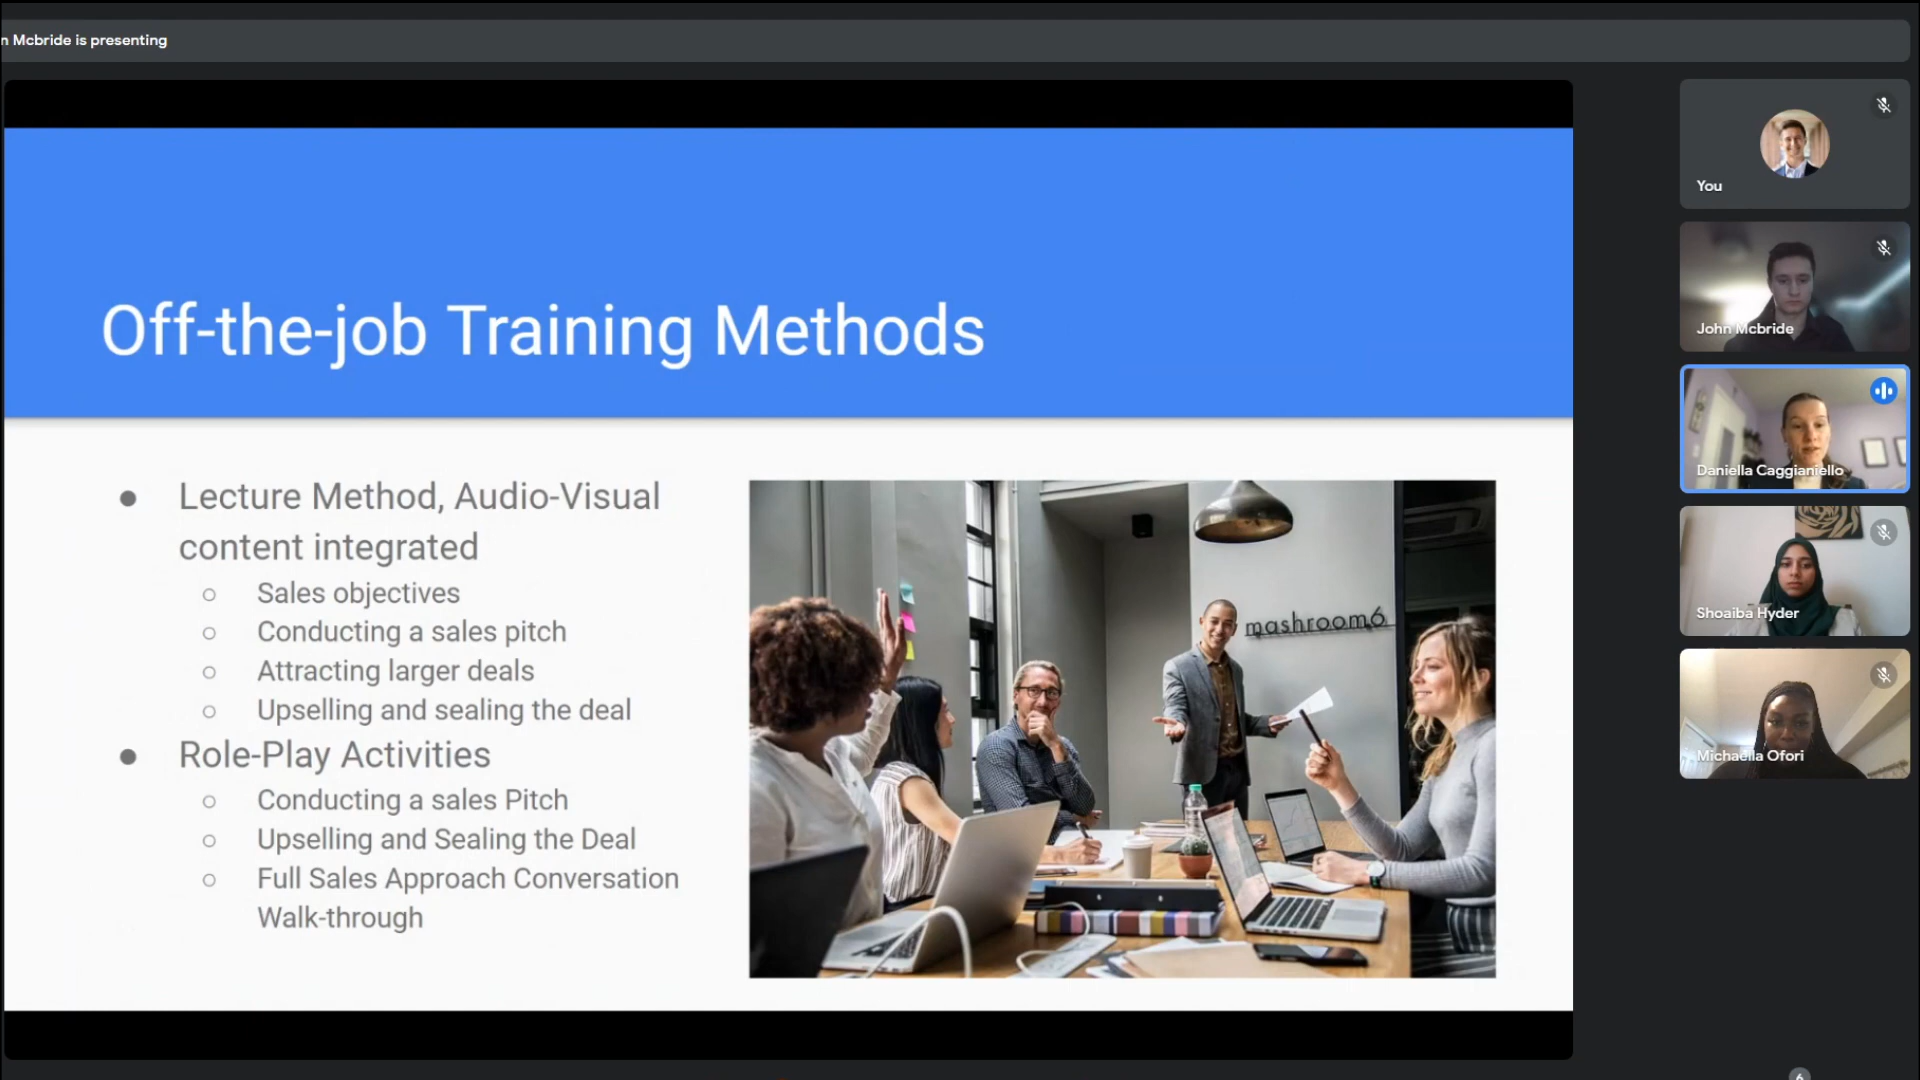 n Mcbride is presenting
Off-the-job Training Methods
Lecture Method, Audio-Visual
content integrated
Sales objectives
Conducting a sales pitch
Attracting larger deals
Upselling and sealing the deal
Role-Play Activities
Conducting a sales Pitch
Upselling and Sealing the Deal
Full Sales Approach Conversation
Walk-through
mashroom6
You
John Mcbride
Daniella Caggianiello
Shoaiba Hyder
Michaella Ofori